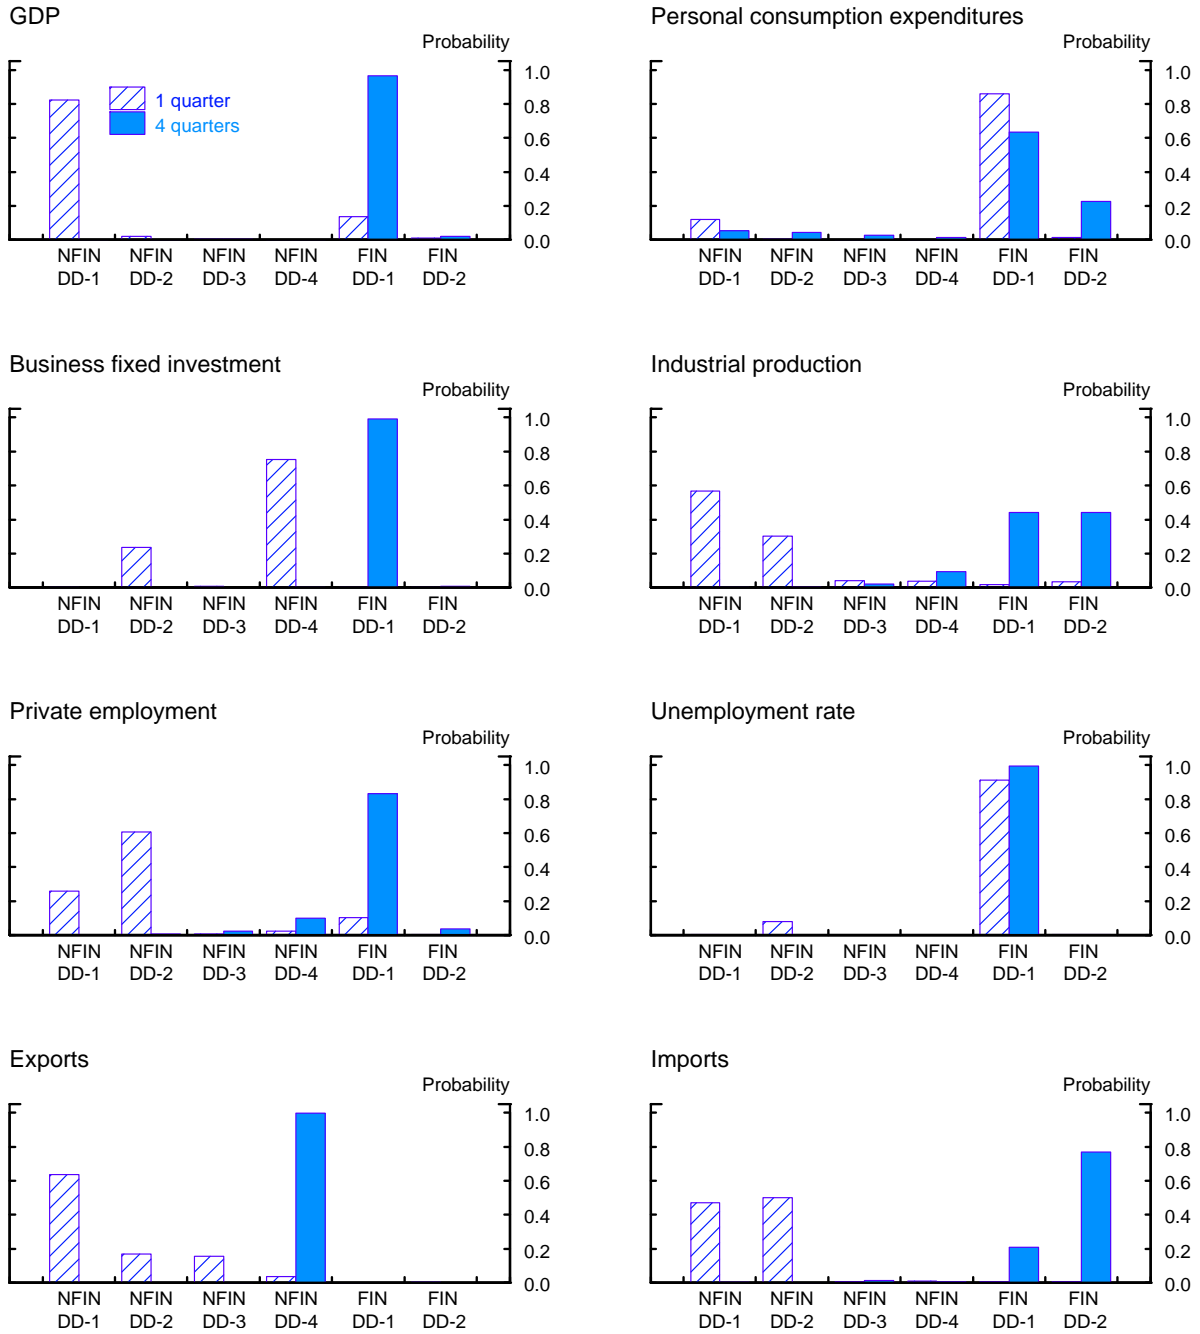 GDP
Probability
1.0
0.8
0.6
0.4
0.2
0.0
1 quarter
4 quarters
NFIN NFIN NFIN NFIN FIN FIN
DD-1 DD-2 DD-3 DD-4 DD-1 DD-2
Personal consumption expenditures
Probability
1.0
0.8
0.6
0.4
0.2
0.0
NFIN NFIN NFIN NFIN FIN FIN
DD-1 DD-2 DD-3 DD-4 DD-1 DD-2
Business fixed investment
Probability
1.0
0.8
0.6
0.4
0.2
0.0
NFIN NFIN NFIN NFIN FIN FIN
DD-1 DD-2 DD-3 DD-4 DD-1 DD-2
Industrial production
Probability
1.0
0.8
0.6
0.4
0.2
0.0
NFIN NFIN NFIN NFIN FIN FIN
DD-1 DD-2 DD-3 DD-4 DD-1 DD-2
Private employment
Probability
1.0
0.8
0.6
0.4
0.2
0.0
NFIN NFIN NFIN NFIN FIN FIN
DD-1 DD-2 DD-3 DD-4 DD-1 DD-2
Unemployment rate
Probability
1.0
0.8
0.6
0.4
0.2
0.0
NFIN NFIN NFIN NFIN FIN FIN
DD-1 DD-2 DD-3 DD-4 DD-1 DD-2
Exports
Probability
1.0
0.8
0.6
0.4
0.2
0.0
NFIN NFIN NFIN NFIN FIN FIN
DD-1 DD-2 DD-3 DD-4 DD-1 DD-2
Imports
Probability
1.0
0.8
0.6
0.4
0.2
0.0
NFIN NFIN NFIN NFIN FIN FIN
DD-1 DD-2 DD-3 DD-4 DD-1 DD-2